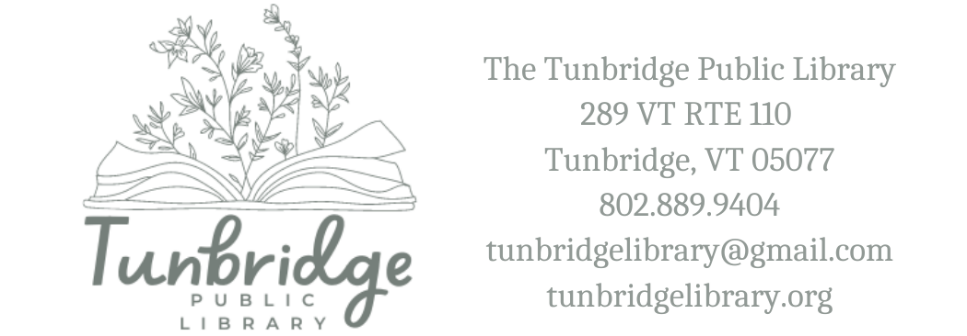 Tunbridge
PUBLIC
LIBRARY
The Tunbridge Public Library
289 VT RTE 110
Tunbridge, VT 05077
802.889.9404
tunbridgelibrary@gmail.com
tunbridgelibrary.org